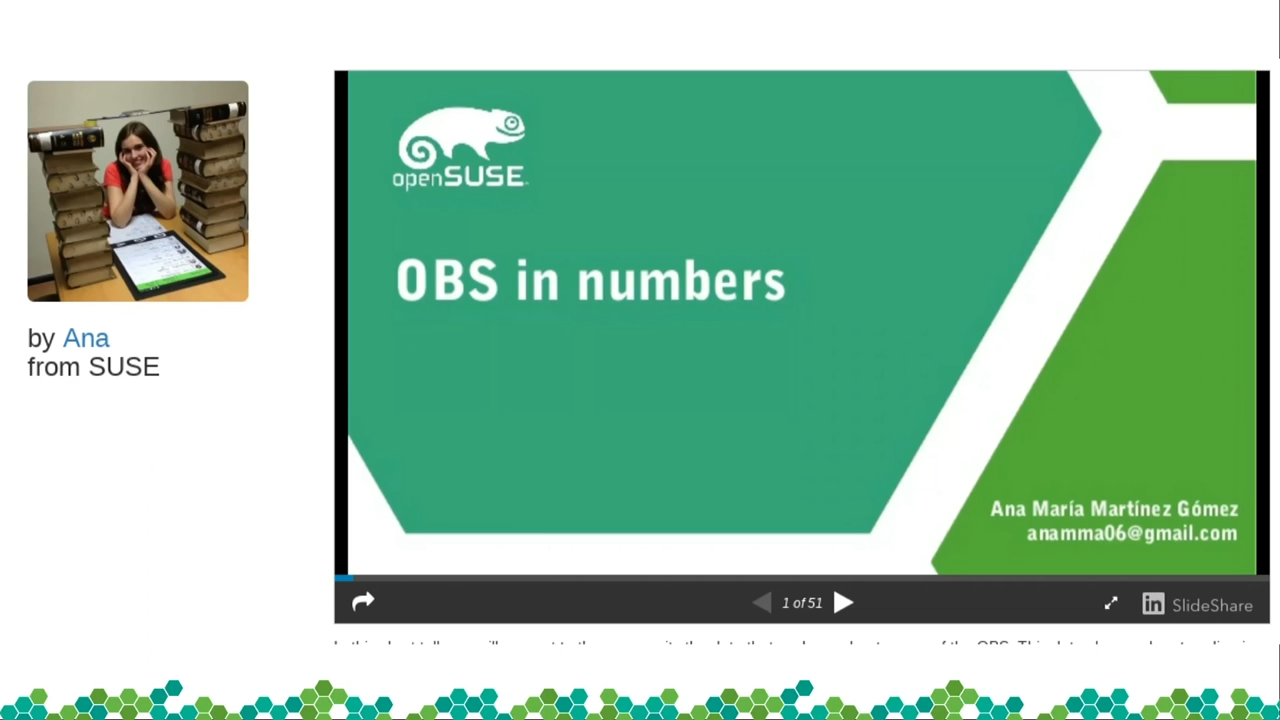 by Ana
from SUSE
openSUSE
OBS in numbers
Ana María Martínez Gómez
anamma06@gmail.com
1 of 51
in SlideShare